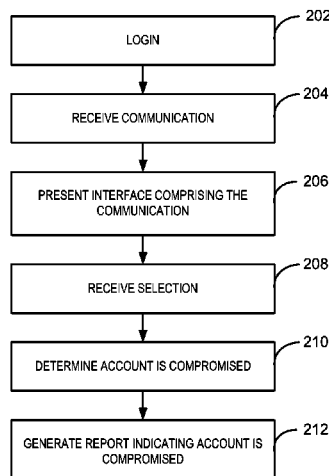 202
LOGIN
204
RECEIVE COMMUNICATION
206
PRESENT INTERFACE COMPRISING THE
COMMUNICATION
208
RECEIVE SELECTION
210
DETERMINE ACCOUNT IS COMPROMISED
212
GENERATE REPORT INDICATING ACCOUNT IS
COMPROMISED